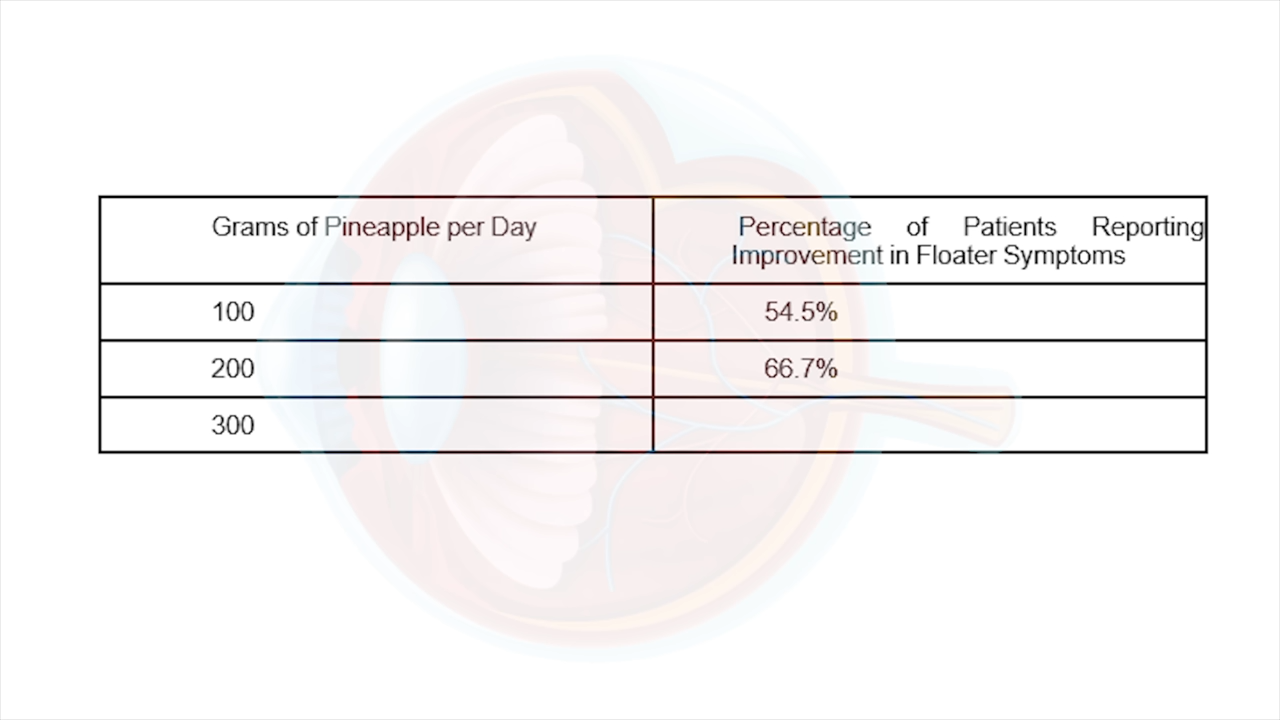 Grams of Pineapple per Day
Percentage of Patients Reporting
Improvement in Floater Symptoms
100
54.5%
200
66.7%
300